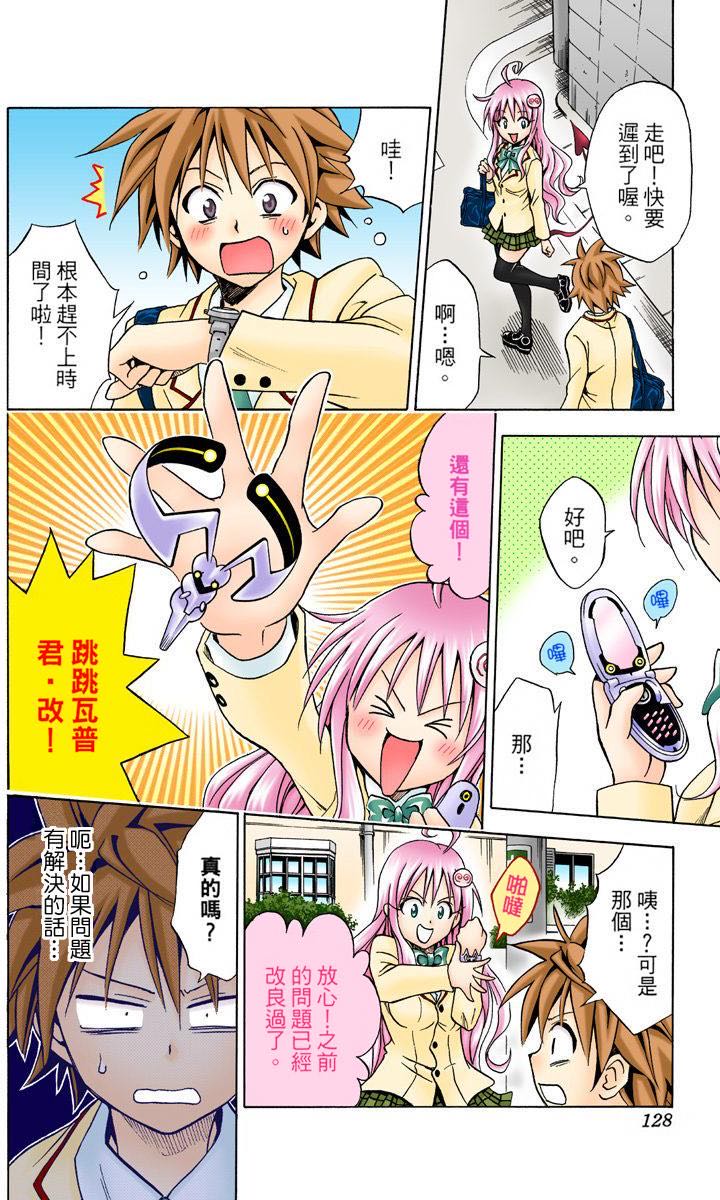 走吧！快要
遲到了喔。
啊…嗯。
哇！
根本趕不上時
間了啦！
好吧。
嗶
嗶
那…
還有這個！
跳跳瓦普
君・改！
咦…？可是
那個…
啪噠
放心！之前
的問題已經
改良過了。
真的嗎？
呃…如果問題
有解決的話…
128